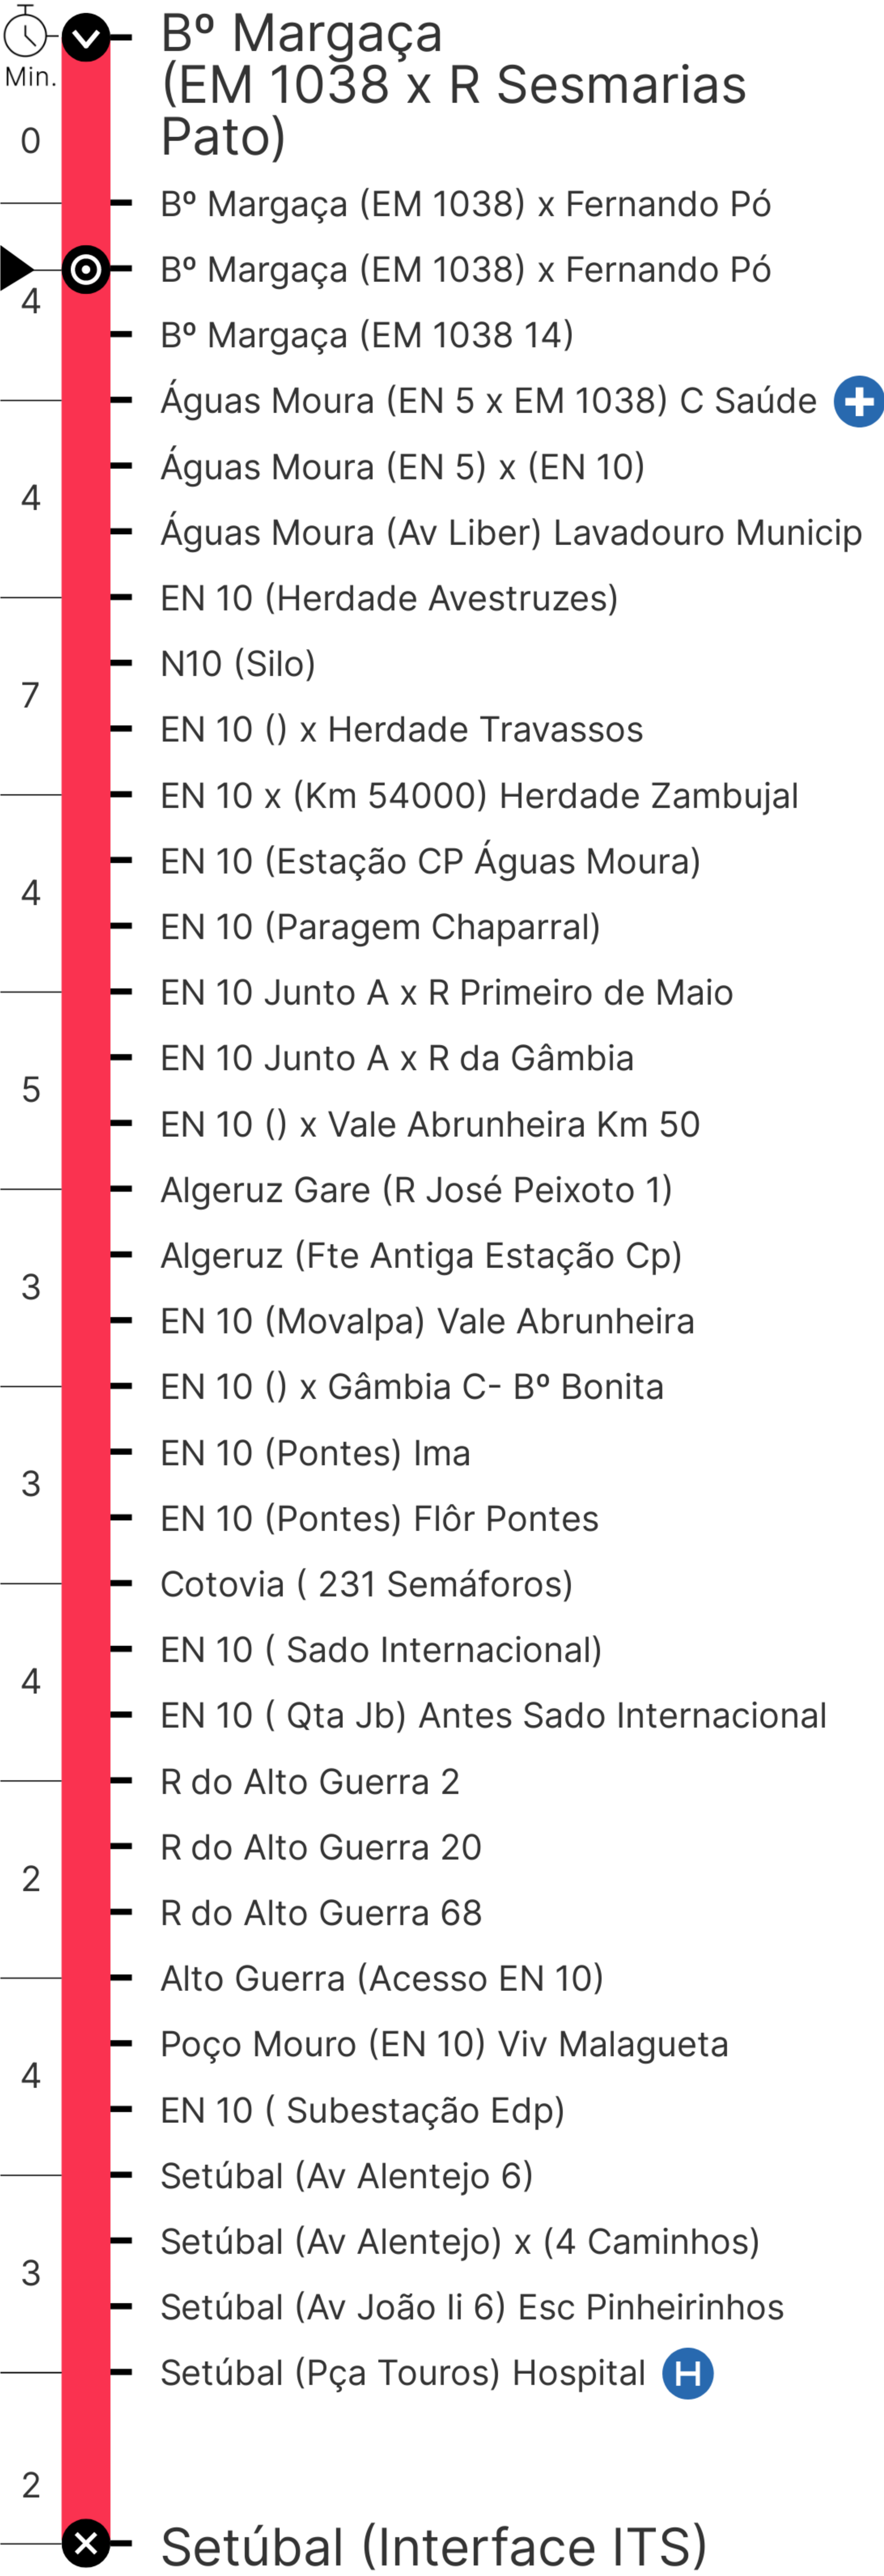 Min.
Bº Margaça
(EM 1038 x R Sesmarias
Pato)
0
Bº Margaça (EM 1038) x Fernando Pó
Bº Margaça (EM 1038) x Fernando Pó
4
Bº Margaça (EM 1038 14)
Águas Moura (EN 5 x EM 1038) C Saúde
Águas Moura (EN 5) x (EN 10)
4
Águas Moura (Av Liber) Lavadouro Municip
EN 10 (Herdade Avestruzes)
N10 (Silo)
7
EN 10 () x Herdade Travassos
EN 10 x (Km 54000) Herdade Zambujal
EN 10 (Estação CP Águas Moura)
4
EN 10 (Paragem Chaparral)
EN 10 Junto A x R Primeiro de Maio
EN 10 Junto A x R da Gâmbia
5
EN 10 () x Vale Abrunheira Km 50
Algeruz Gare (R José Peixoto 1)
Algeruz (Fte Antiga Estação Cp)
3
EN 10 (Movalpa) Vale Abrunheira
EN 10 () x Gâmbia C- Bº Bonita
EN 10 (Pontes) Ima
3
EN 10 (Pontes) Flôr Pontes
Cotovia ( 231 Semáforos)
EN 10 ( Sado Internacional)
4
EN 10 ( Qta Jb) Antes Sado Internacional
R do Alto Guerra 2
R do Alto Guerra 20
2
R do Alto Guerra 68
Alto Guerra (Acesso EN 10)
Poço Mouro (EN 10) Viv Malagueta
4
EN 10 ( Subestação Edp)
Setúbal (Av Alentejo 6)
Setúbal (Av Alentejo) x (4 Caminhos)
3
Setúbal (Av João Ii 6) Esc Pinheirinhos
Setúbal (Pça Touros) Hospital H
2
Setúbal (Interface ITS)